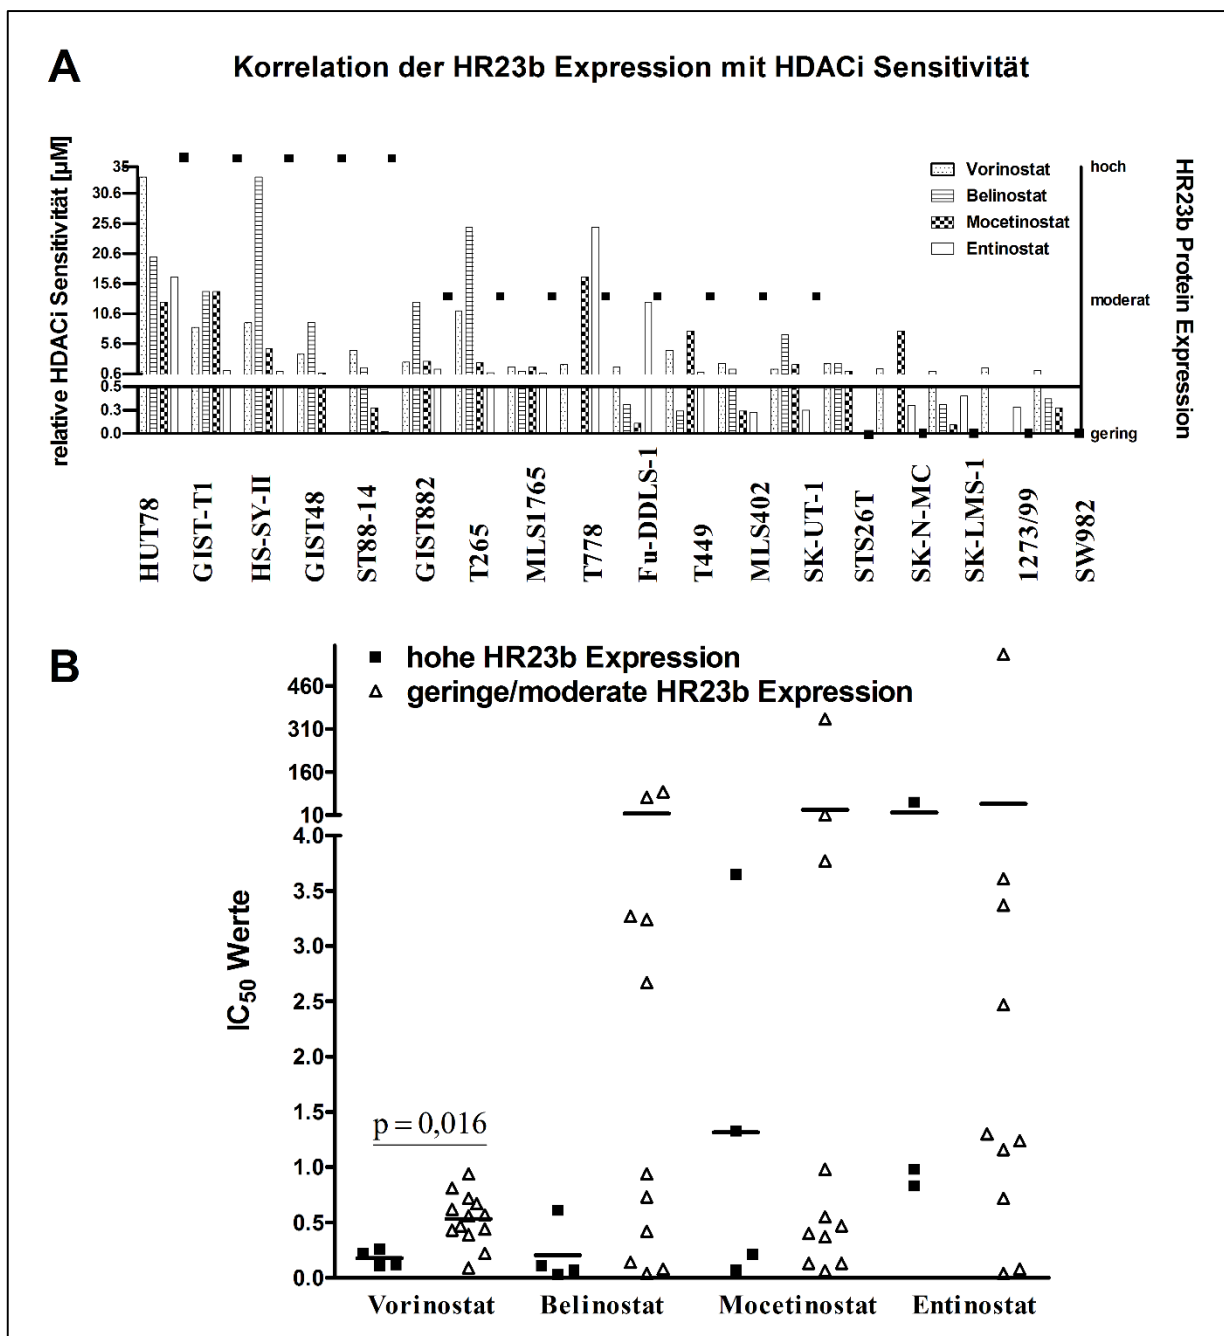 A
Korrelation der HR23b Expression mit HDACi Sensitivität
relative HDACi Sensitivität [µM]
35
30.6
25.6
20.6
15.6
10.6
5.6
0.6
0.5
0.3
0.0
Vorinostat
Belinostat
Mocetinostat
Entinostat
hoch
moderat
gering
HR23b Protein Expression
HUT78
GIST-T1
HS-SY-II
GIST48
ST88-14
GIST882
T265
MLS1765
T778
Fu-DDLS-1
T449
MLS402
SK-UT-1
STS26T
SK-N-MC
SK-LMS-1
1273/99
SW982
B
hohe HR23b Expression
geringe/moderate HR23b Expression
IC50 Werte
460
310
160
10
4.0
3.5
3.0
2.5
2.0
1.5
1.0
0.5
0.0
p = 0,016
Vorinostat
Belinostat
Mocetinostat
Entinostat